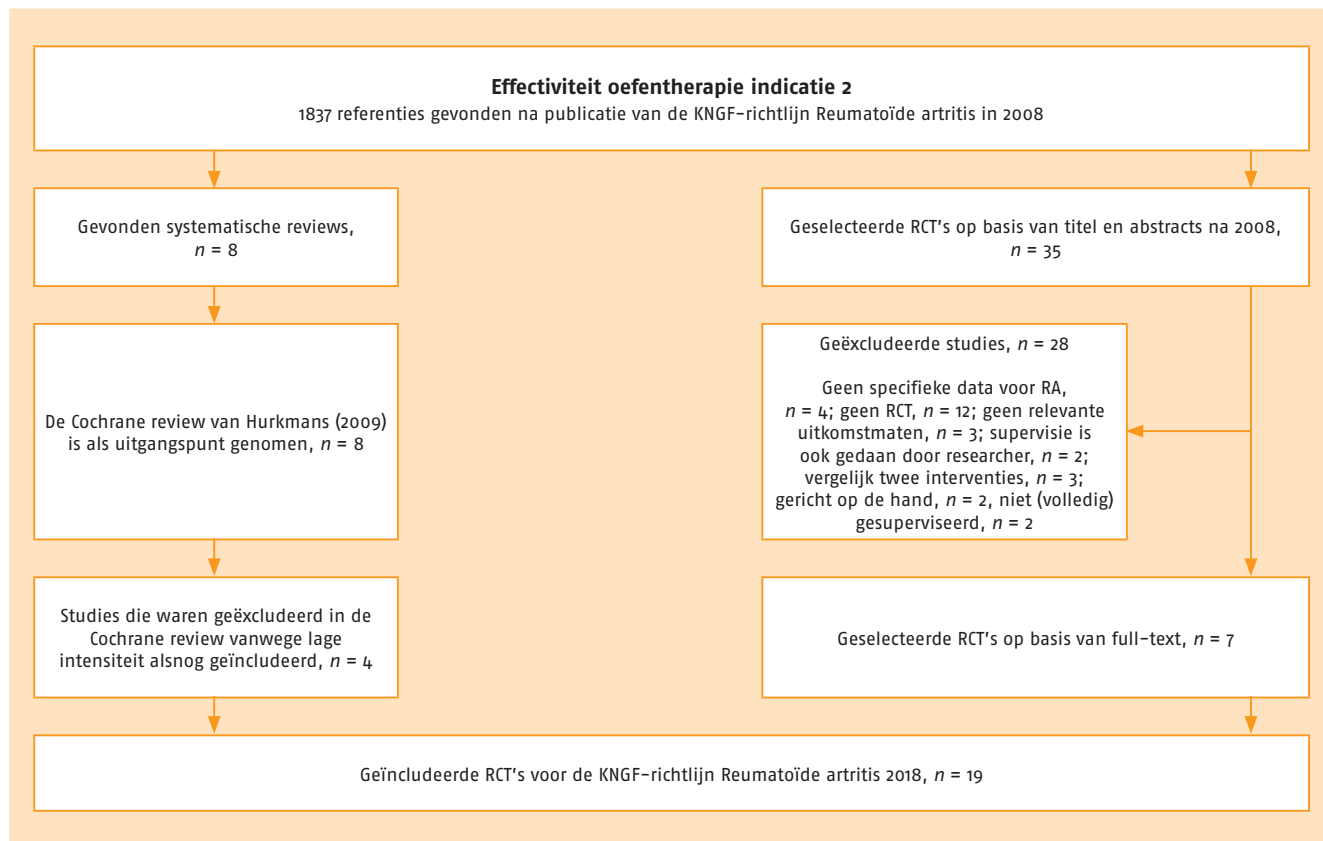 Effectiviteit oefentherapie indicatie 2
1837 referenties gevonden na publicatie van de KNGF-richtlijn Reumatoïde artritis in 2008
Gevonden systematische reviews,
n = 8
De Cochrane review van Hurkmans (2009)
is als uitgangspunt genomen, n = 8
Studies die waren geëxcludeerd in de
Cochrane review vanwege lage
intensiteit alsnog geïncludeerd, n = 4
Geselecteerde RCT's op basis van titel en abstracts na 2008,
n = 35
Geëxcludeerde studies, n = 28
Geen specifieke data voor RA,
n = 4; geen RCT, n = 12; geen relevante
uitkomstmaten, n = 3; supervisie is
ook gedaan door researcher, n = 2;
vergelijk twee interventies, n = 3;
gericht op de hand, n = 2, niet (volledig)
gesuperviseerd, n = 2
Geselecteerde RCT's op basis van full-text, n = 7
Geïncludeerde RCT's voor de KNGF-richtlijn Reumatoïde artritis 2018, n = 19